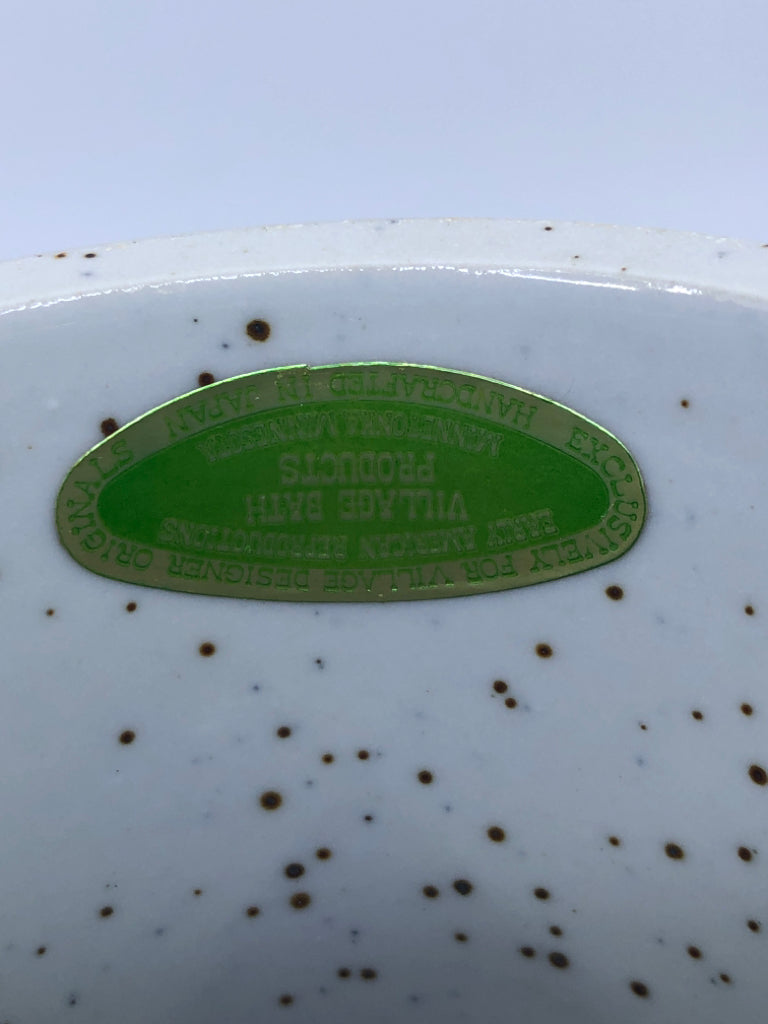 EXCLUSIVELY FOR VILLAGE DESIGNER ORIGINALS
EARLY AMERICAN REPRODUCTIONS
VILLAGE BATH
PRODUCTS
MINNETONKA MINNESOTA
HANDCRAFTED IN JAPAN